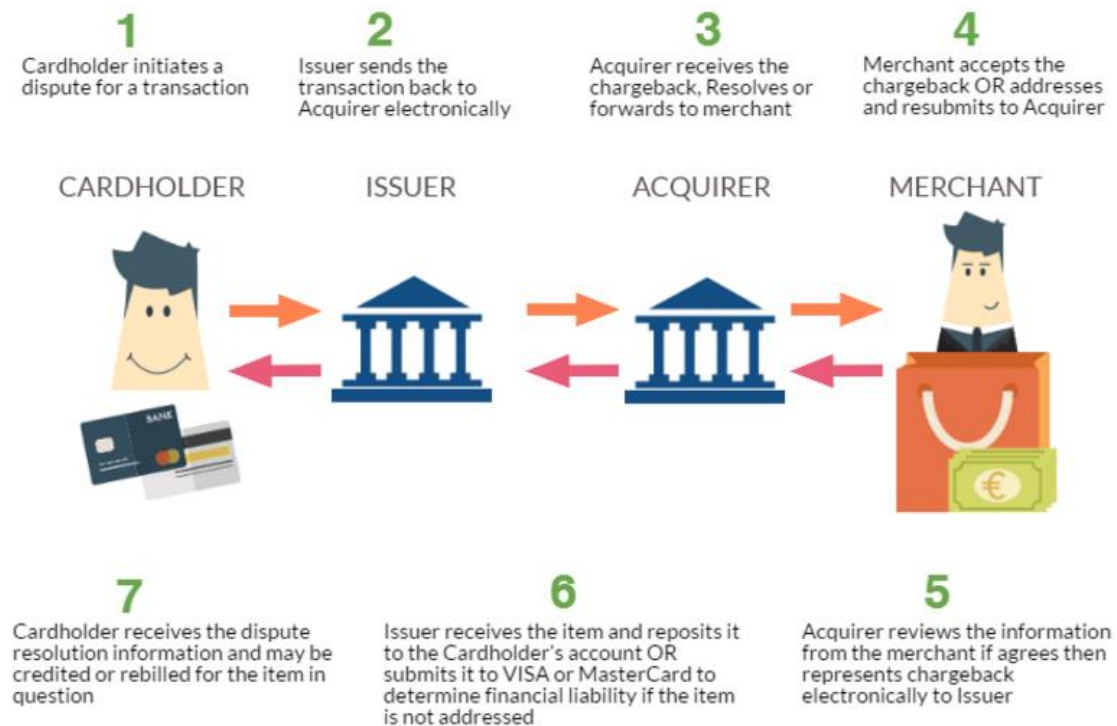 1
Cardholder initiates a
dispute for a transaction
2
Issuer sends the
transaction back to
Acquirer electronically
3
Acquirer receives the
chargeback, Resolves or
forwards to merchant
4
Merchant accepts the
chargeback OR addresses
and resubmits to Acquirer
CARDHOLDER
ISSUER
ACQUIRER
MERCHANT
BANK
€
7
Cardholder receives the dispute
resolution information and may be
credited or rebilled for the item in
question
6
Issuer receives the item and reposits it
to the Cardholder's account OR
submits it to VISA or MasterCard to
determine financial liability if the item
is not addressed
5
Acquirer reviews the information
from the merchant if agrees then
represents chargeback
electronically to Issuer